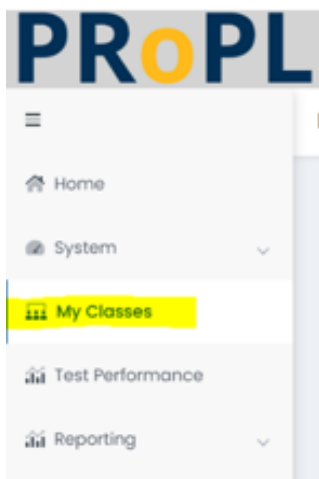 PRoPL
Home
System
My Classes
Test Performance
Reporting